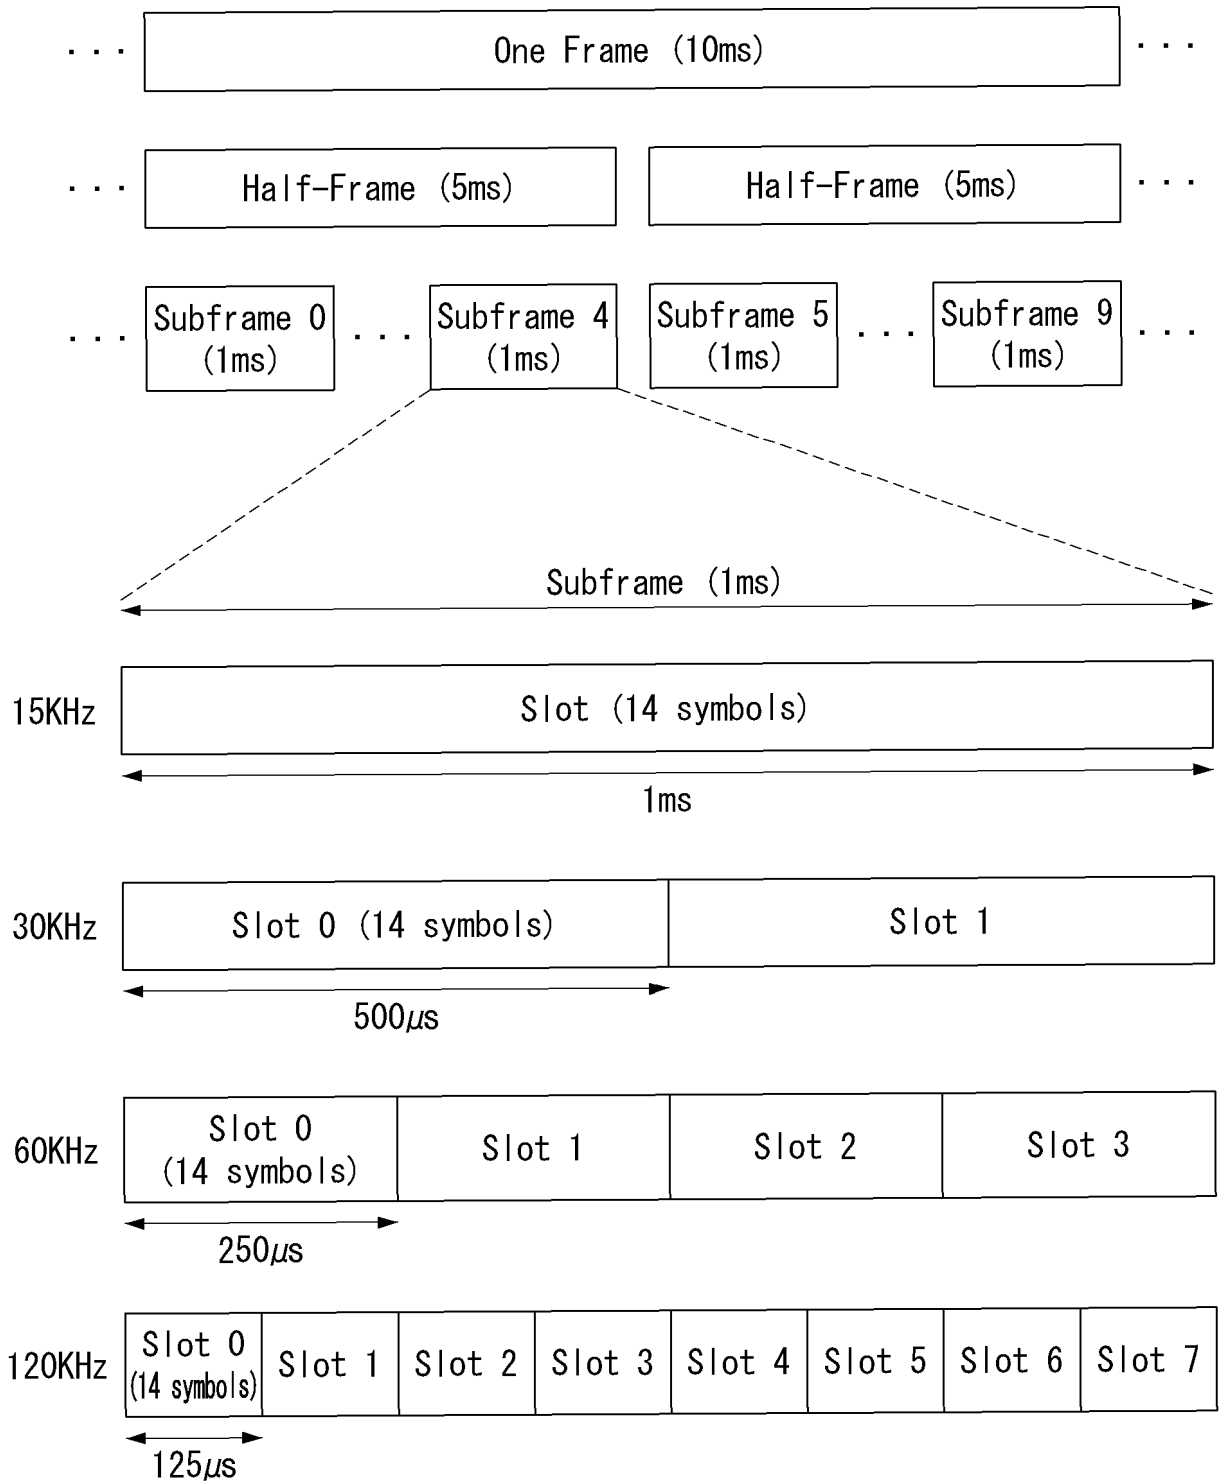 ··· One Frame (10ms) ···
··· Half-Frame (5ms) Half-Frame (5ms) ···
Subframe 0 Subframe 4 Subframe 5 Subframe 9
··· (1ms) ··· (1ms) (1ms) ··· (1ms) ···
Subframe (1ms)
15KHz Slot (14 symbols)
1ms
30KHz Slot 0 (14 symbols) Slot 1
500μs
60KHz Slot 0 (14 symbols) Slot 1 Slot 2 Slot 3
250μs
120KHz Slot 0 (14 symbols) Slot 1 Slot 2 Slot 3 Slot 4 Slot 5 Slot 6 Slot 7
125μs